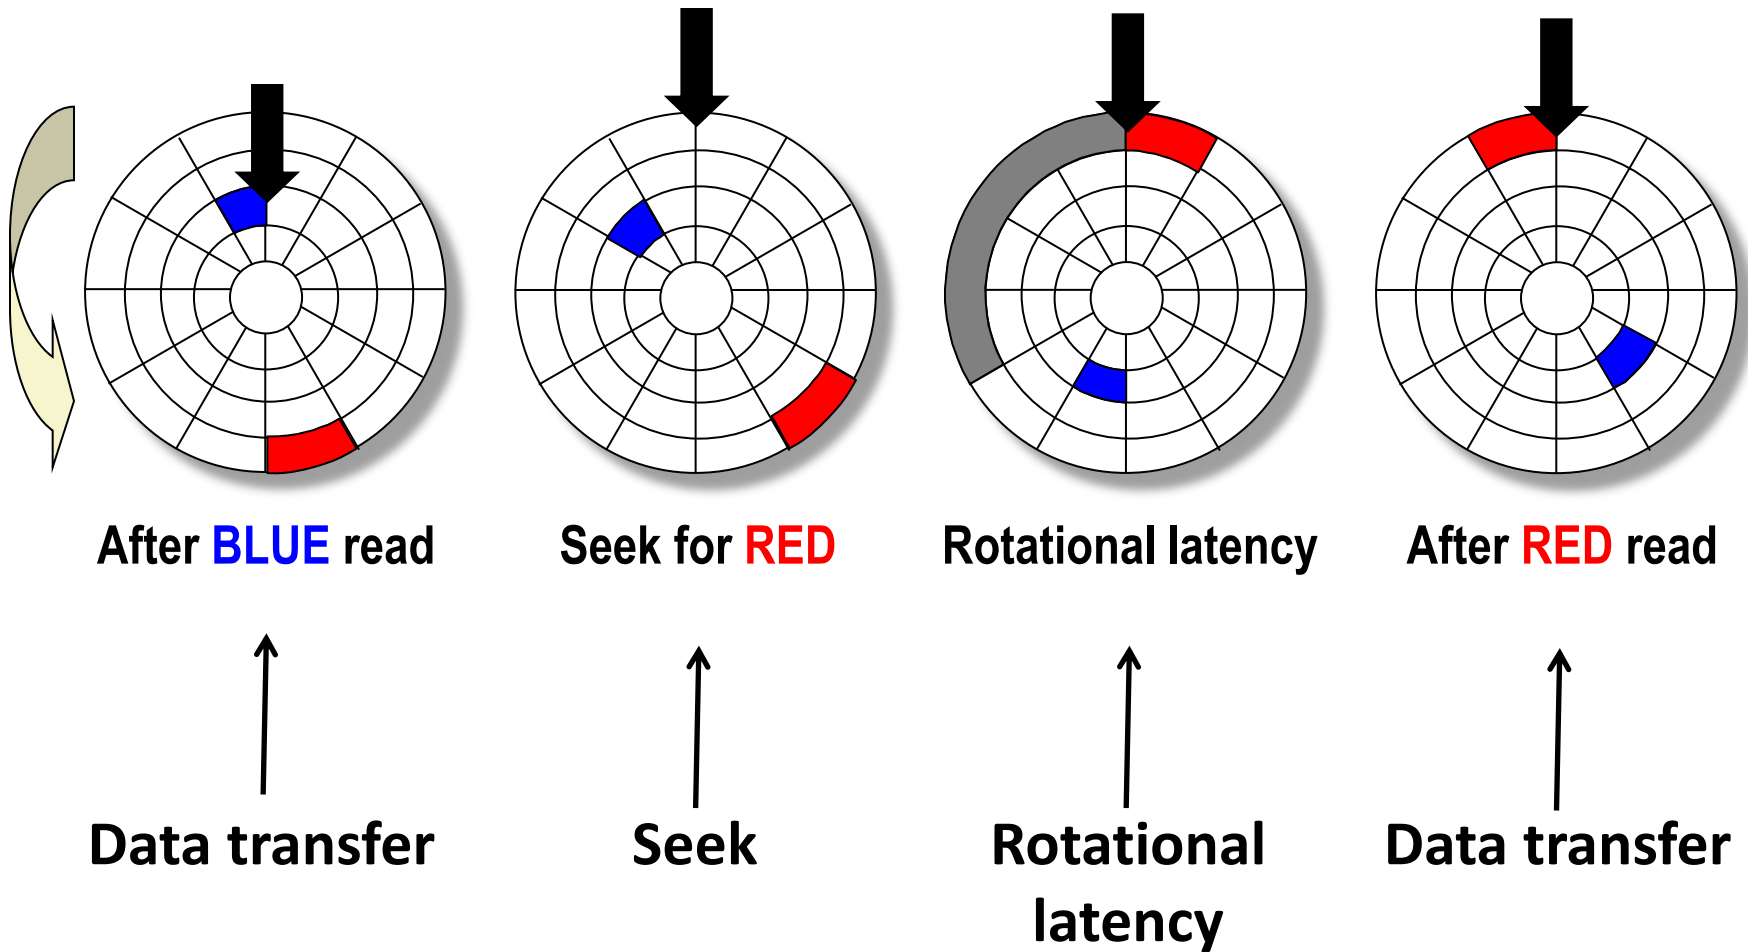 After BLUE read
Seek for RED
Rotational latency
After RED read
Data transfer
Seek
Rotational
latency
Data transfer